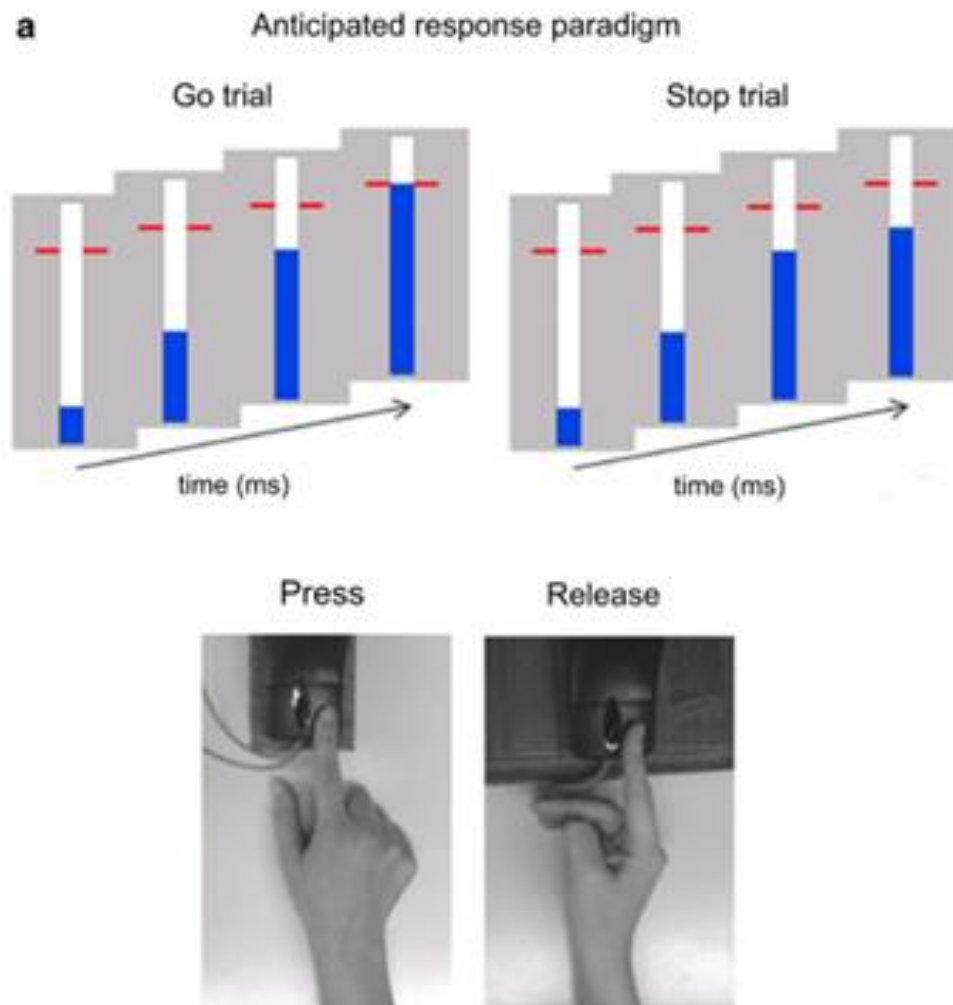 a
Anticipated response paradigm
Go trial
Stop trial
time (ms)
time (ms)
Press
Release